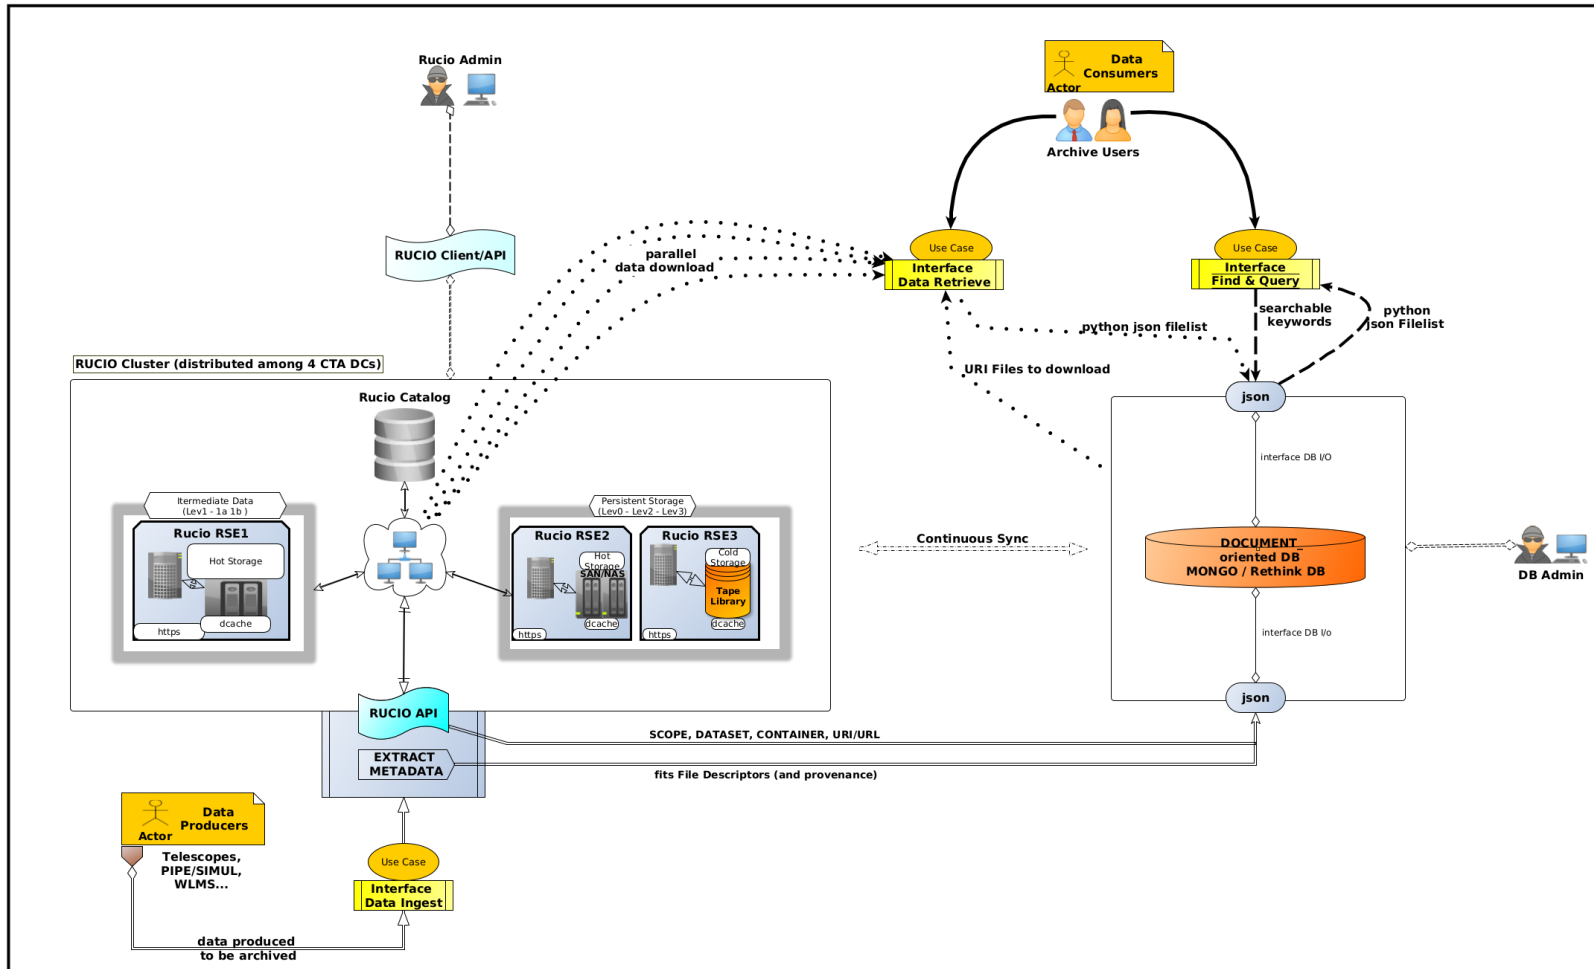 Rucio Admin
Data
Consumers
Actor
Archive Users
RUCIO Client/API
parallel
data download
Use Case
Interface
Data Retrieve
Use Case
Interface
Find & Query
searchable
keywords
python
json Filelist
python json filelist
URI Files to download
RUCIO Cluster (distributed among 4 CTA DCs)
Rucio Catalog
json
interface DB I/O
Itermediate Data
(Lev1 - 1a 1b )
Rucio RSE1
Hot Storage
dcache
https
Persistent Storage
(Lev0 - Lev2 - Lev3)
Rucio RSE2
Hot
Storage
SAN/NAS
dcache
https
Rucio RSE3
Cold
Storage
Tape
Library
dcache
https
Continuous Sync
DOCUMENT_
oriented DB
MONGO / Rethink DB
DB Admin
interface DB I/o
json
RUCIO API
SCOPE, DATASET, CONTAINER, URI/URL
EXTRACT
METADATA
fits File Descriptors (and provenance)
Data
Producers
Actor
Telescopes,
PIPE/SIMUL,
WLMS...
Use Case
Interface
Data Ingest
data produced
to be archived